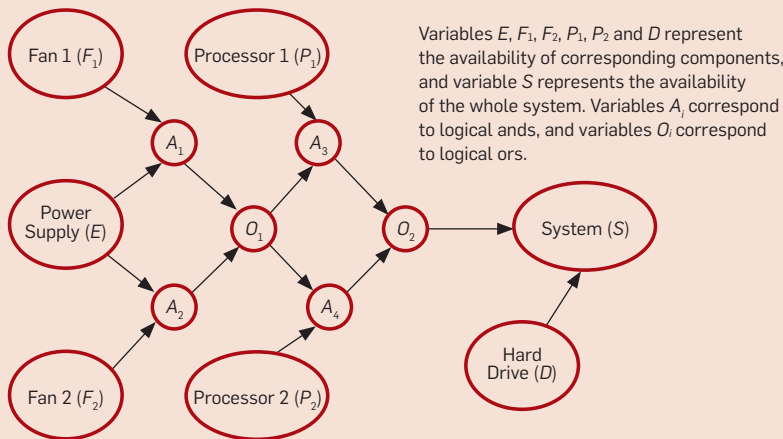 Fan 1 (F₁)
Processor 1 (P₁)
Variables E, F₁, F₂, P₁, P₂ and D represent
the availability of corresponding components,
and variable S represents the availability
of the whole system. Variables Aᵢ correspond
to logical ands, and variables Oᵢ correspond
to logical ors.
A₁
A₃
Power
Supply (E)
O₁
O₂
System (S)
A₂
A₄
Hard
Drive (D)
Fan 2 (F₂)
Processor 2 (P₂)